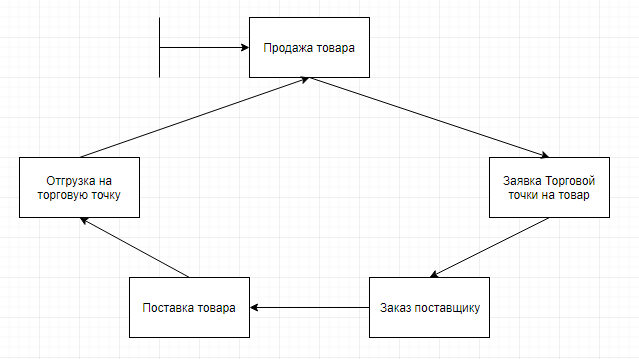 Продажа товара
Отгрузка на
торговую точку
Заявка Торговой
точки на товар
Поставка товара
Заказ поставщику